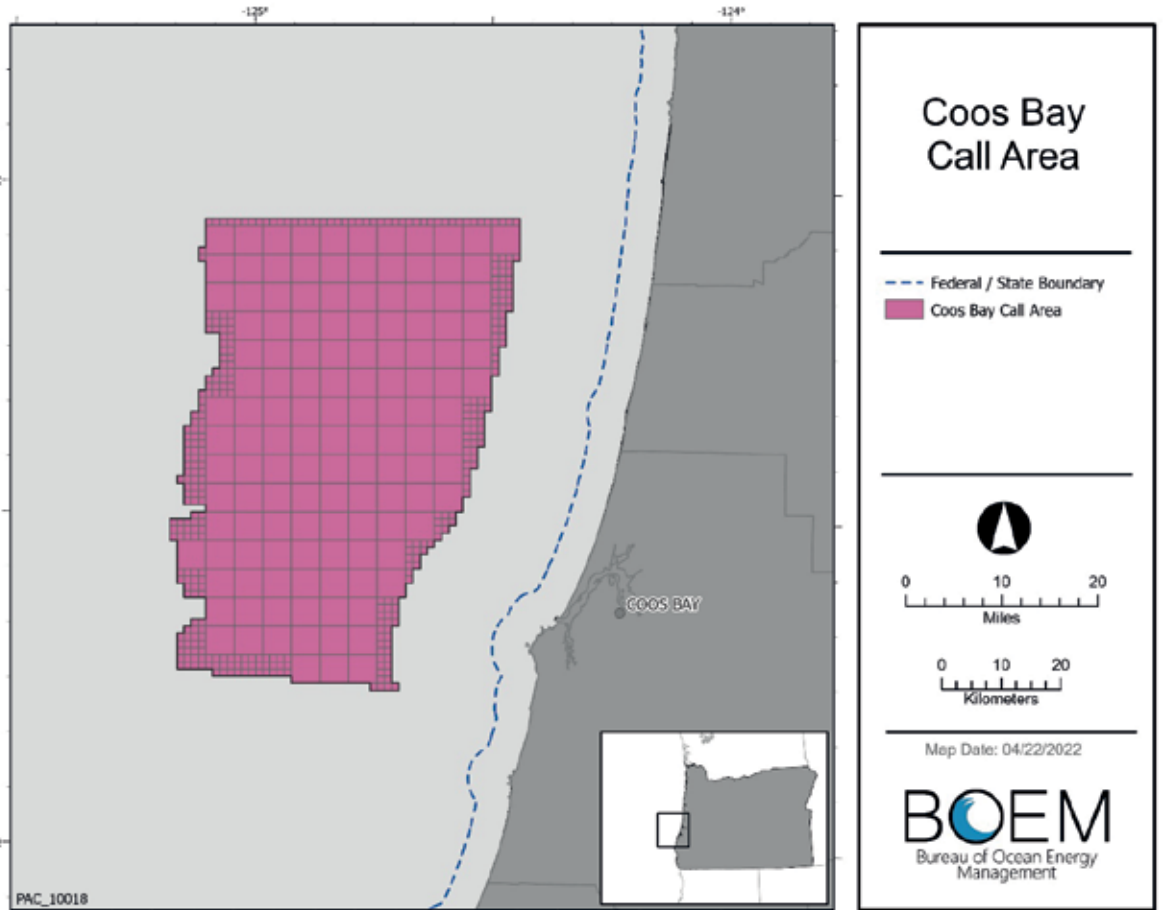 -125°
-124°
COOS BAY
PAC_10018
Coos Bay
Call Area
Federal / State Boundary
Coos Bay Call Area
0 10 20
Miles
0 10 20
Kilometers
Map Date: 04/22/2022
BOEM
Bureau of Ocean Energy
Management